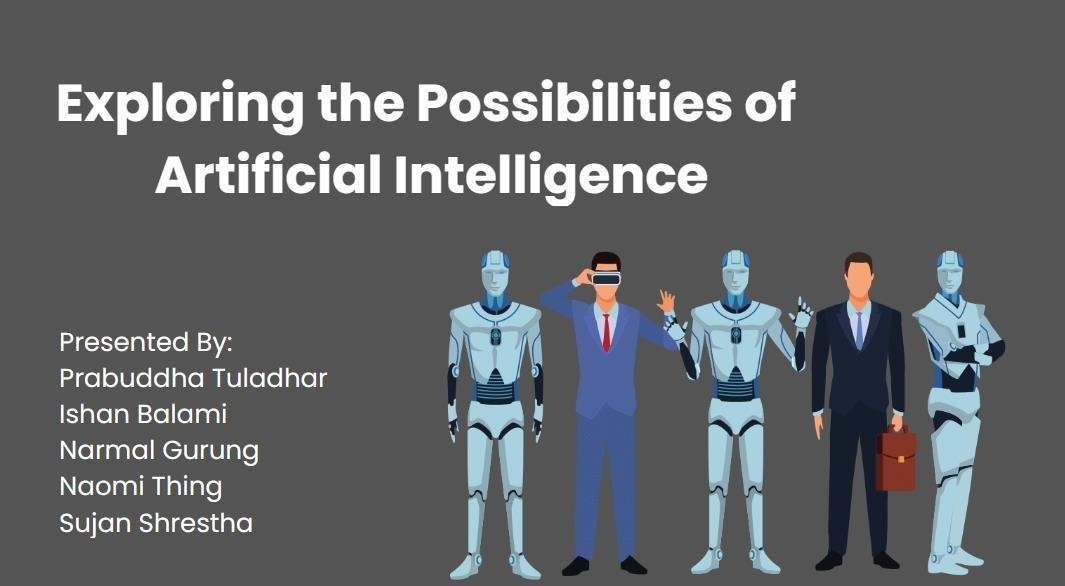 Exploring the Possibilities of
Artificial Intelligence
Presented By:
Prabuddha Tuladhar
Ishan Balami
Narmal Gurung
Naomi Thing
Sujan Shrestha